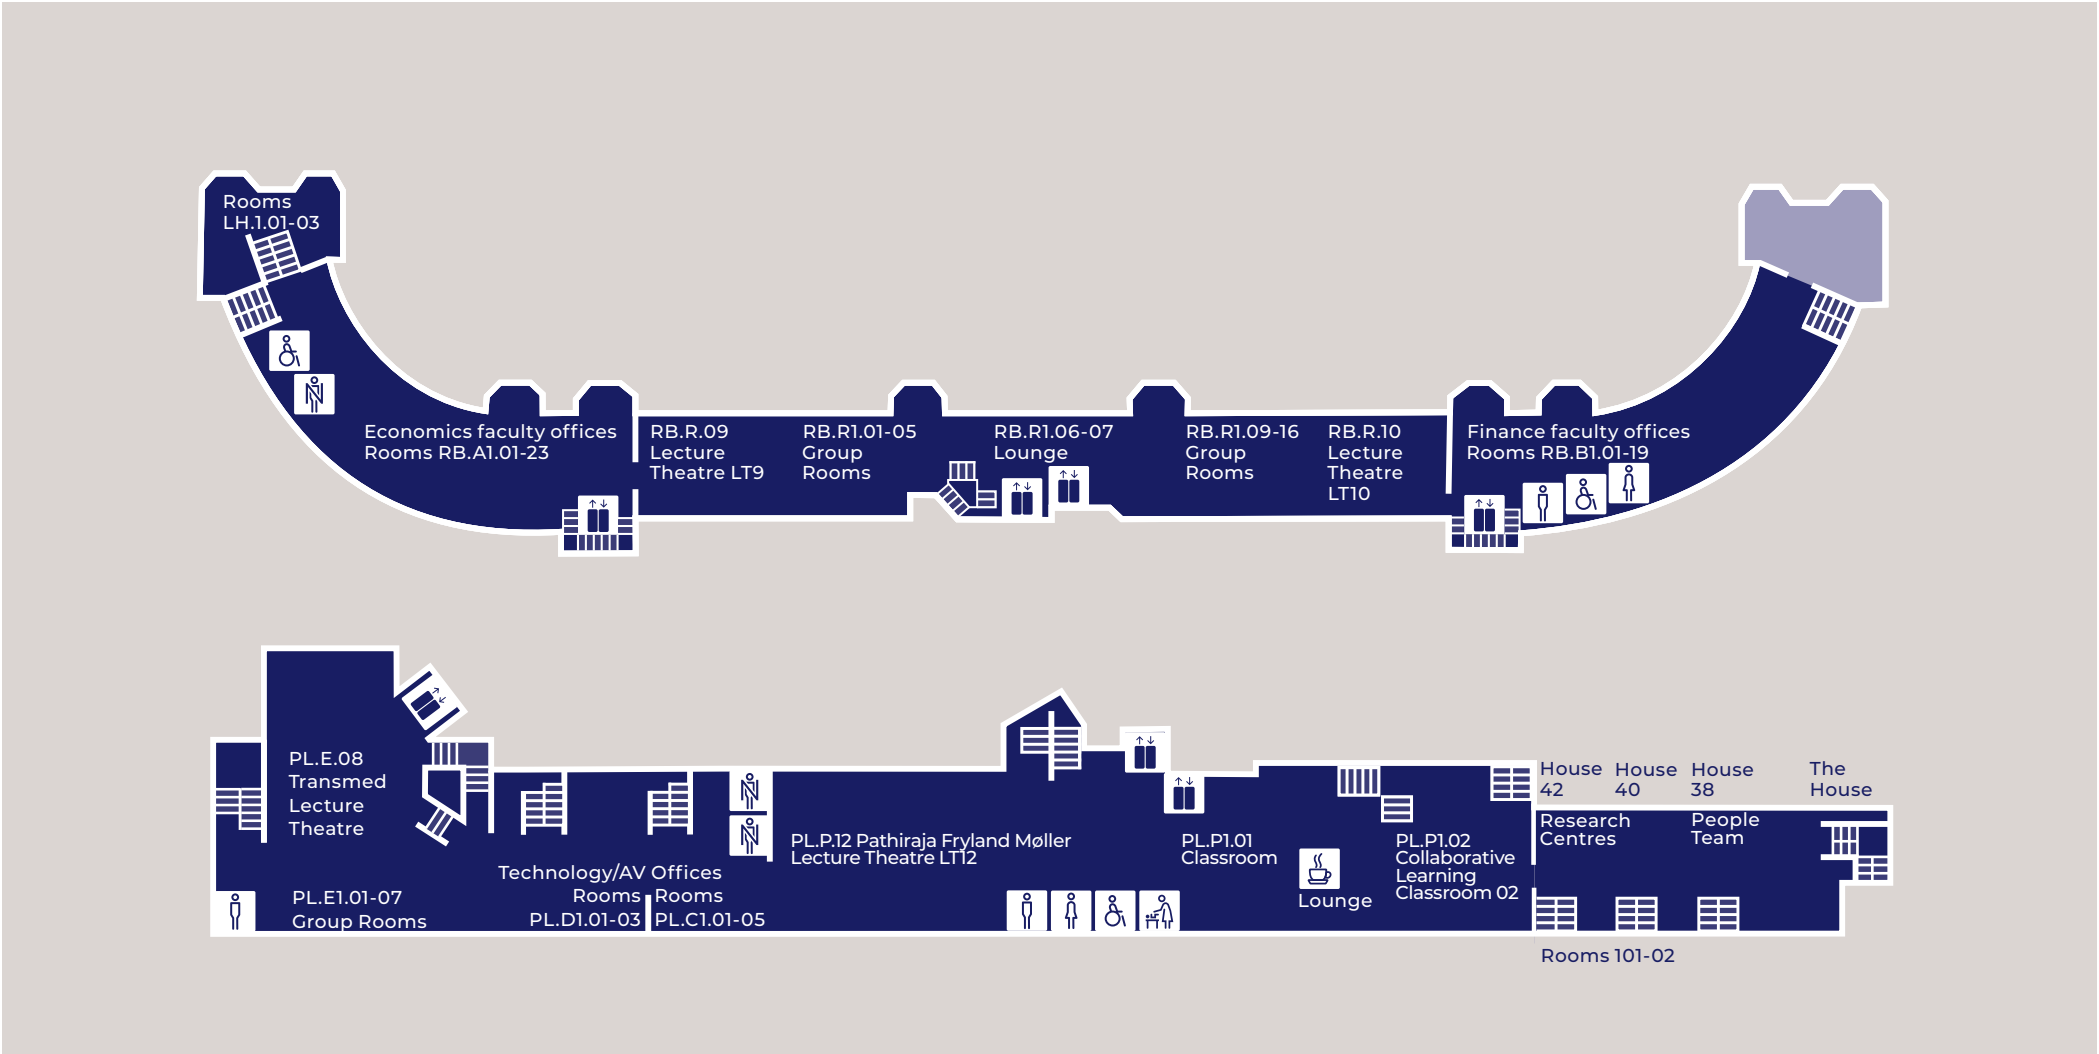 Rooms
LH.1.01-03
Economics faculty offices
Rooms RB.A1.01-23
RB.R.09
Lecture
Theatre LT9
RB.R1.01-05
Group
Rooms
RB.R1.06-07
Lounge
RB.R1.09-16
Group
Rooms
RB.R.10
Lecture
Theatre
LT10
Finance faculty offices
Rooms RB.B1.01-19
PL.E.08
Transmed
Lecture
Theatre
PL.E1.01-07
Group Rooms
Technology/AV Offices
Rooms
PL.D1.01-03
Rooms
PL.C1.01-05
PL.P.12 Pathiraja Fryland Møller
Lecture Theatre LT12
PL.P1.01
Classroom
Lounge
PL.P1.02
Collaborative
Learning
Classroom 02
House
42
House
40
House
38
The
House
Research
Centres
People
Team
Rooms 101-02